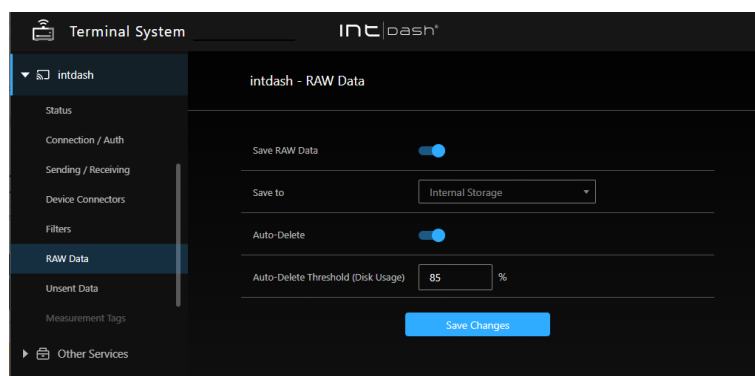 Terminal System
intdash
intdash
intdash - RAW Data
Status
Connection / Auth
Sending / Receiving
Device Connectors
Filters
RAW Data
Unsent Data
Measurement Tags
Other Services
Save RAW Data
Save to
Internal Storage
Auto-Delete
Auto-Delete Threshold (Disk Usage)
85
%
Save Changes